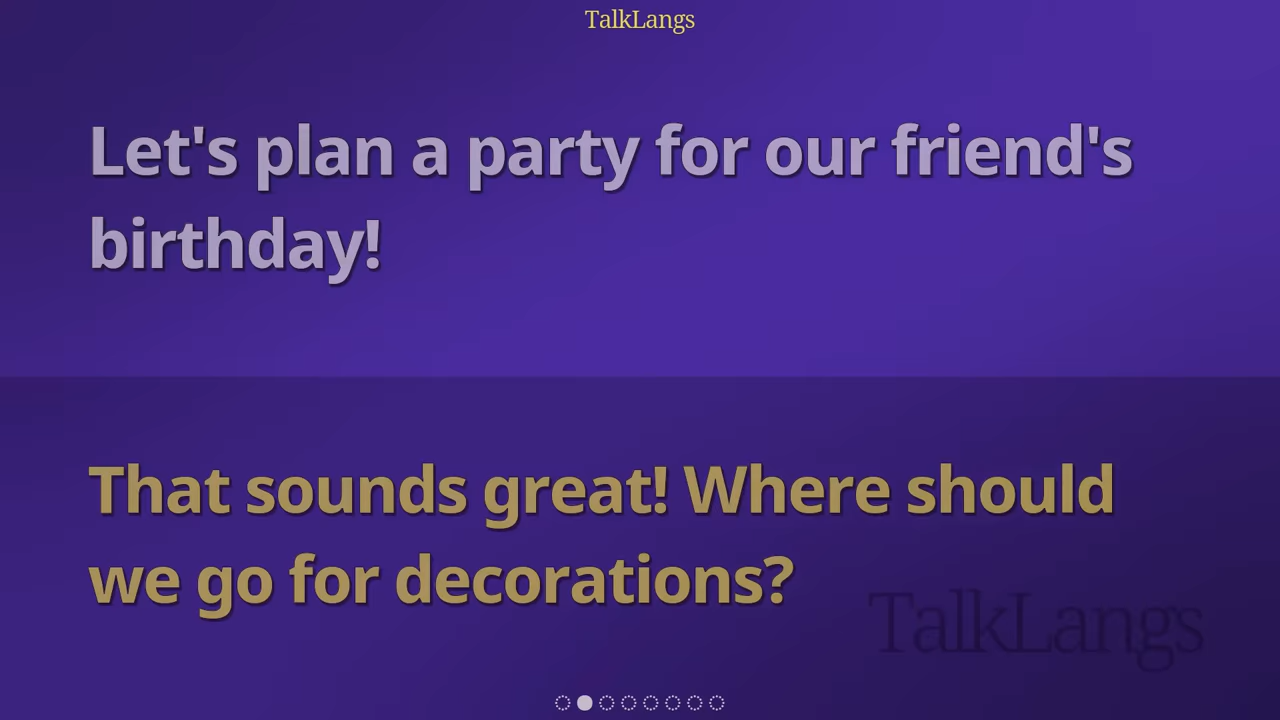 TalkLangs
Let's plan a party for our friend's
birthday!
That sounds great! Where should
we go for decorations?
TalkLangs